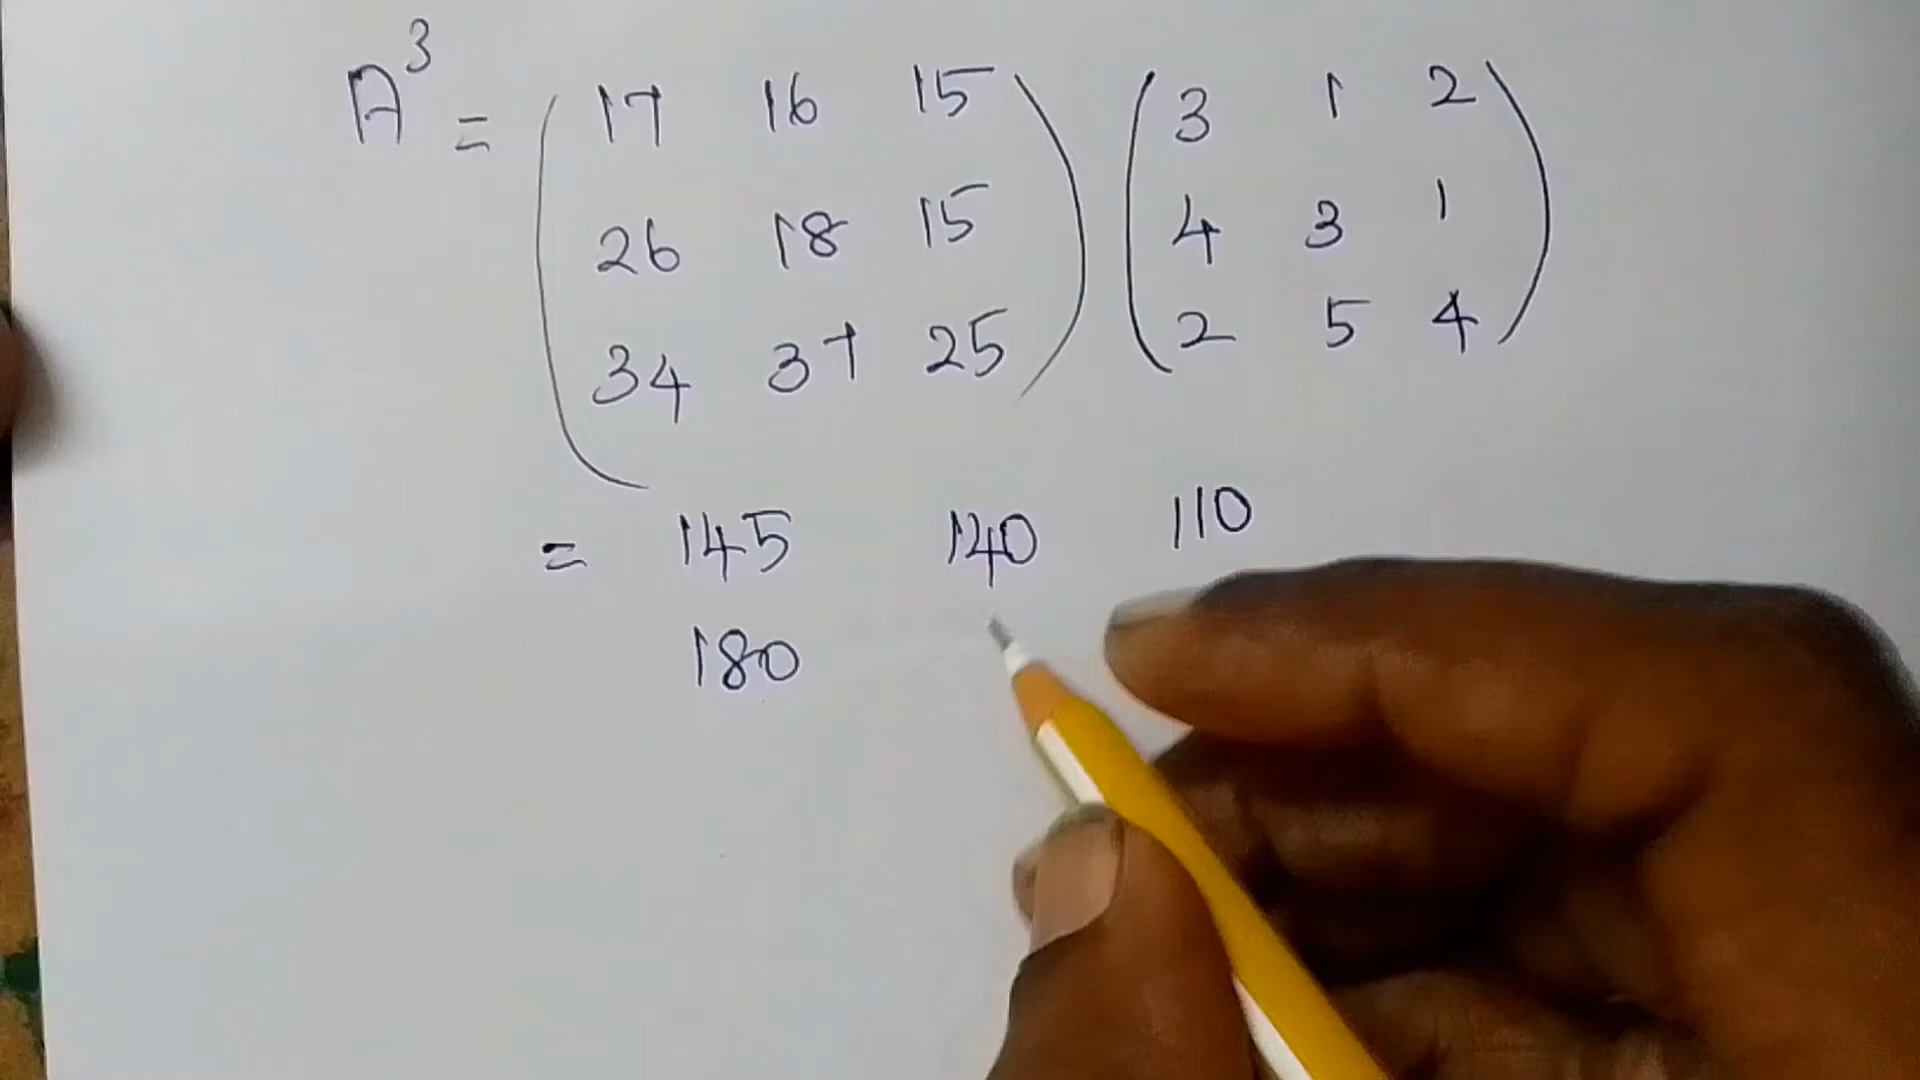 A³ = ( 17 16 15 ) ( 3 1 2 )
26 18 15 4 3 1
34 37 25 2 5 4
= 145 140 110
180